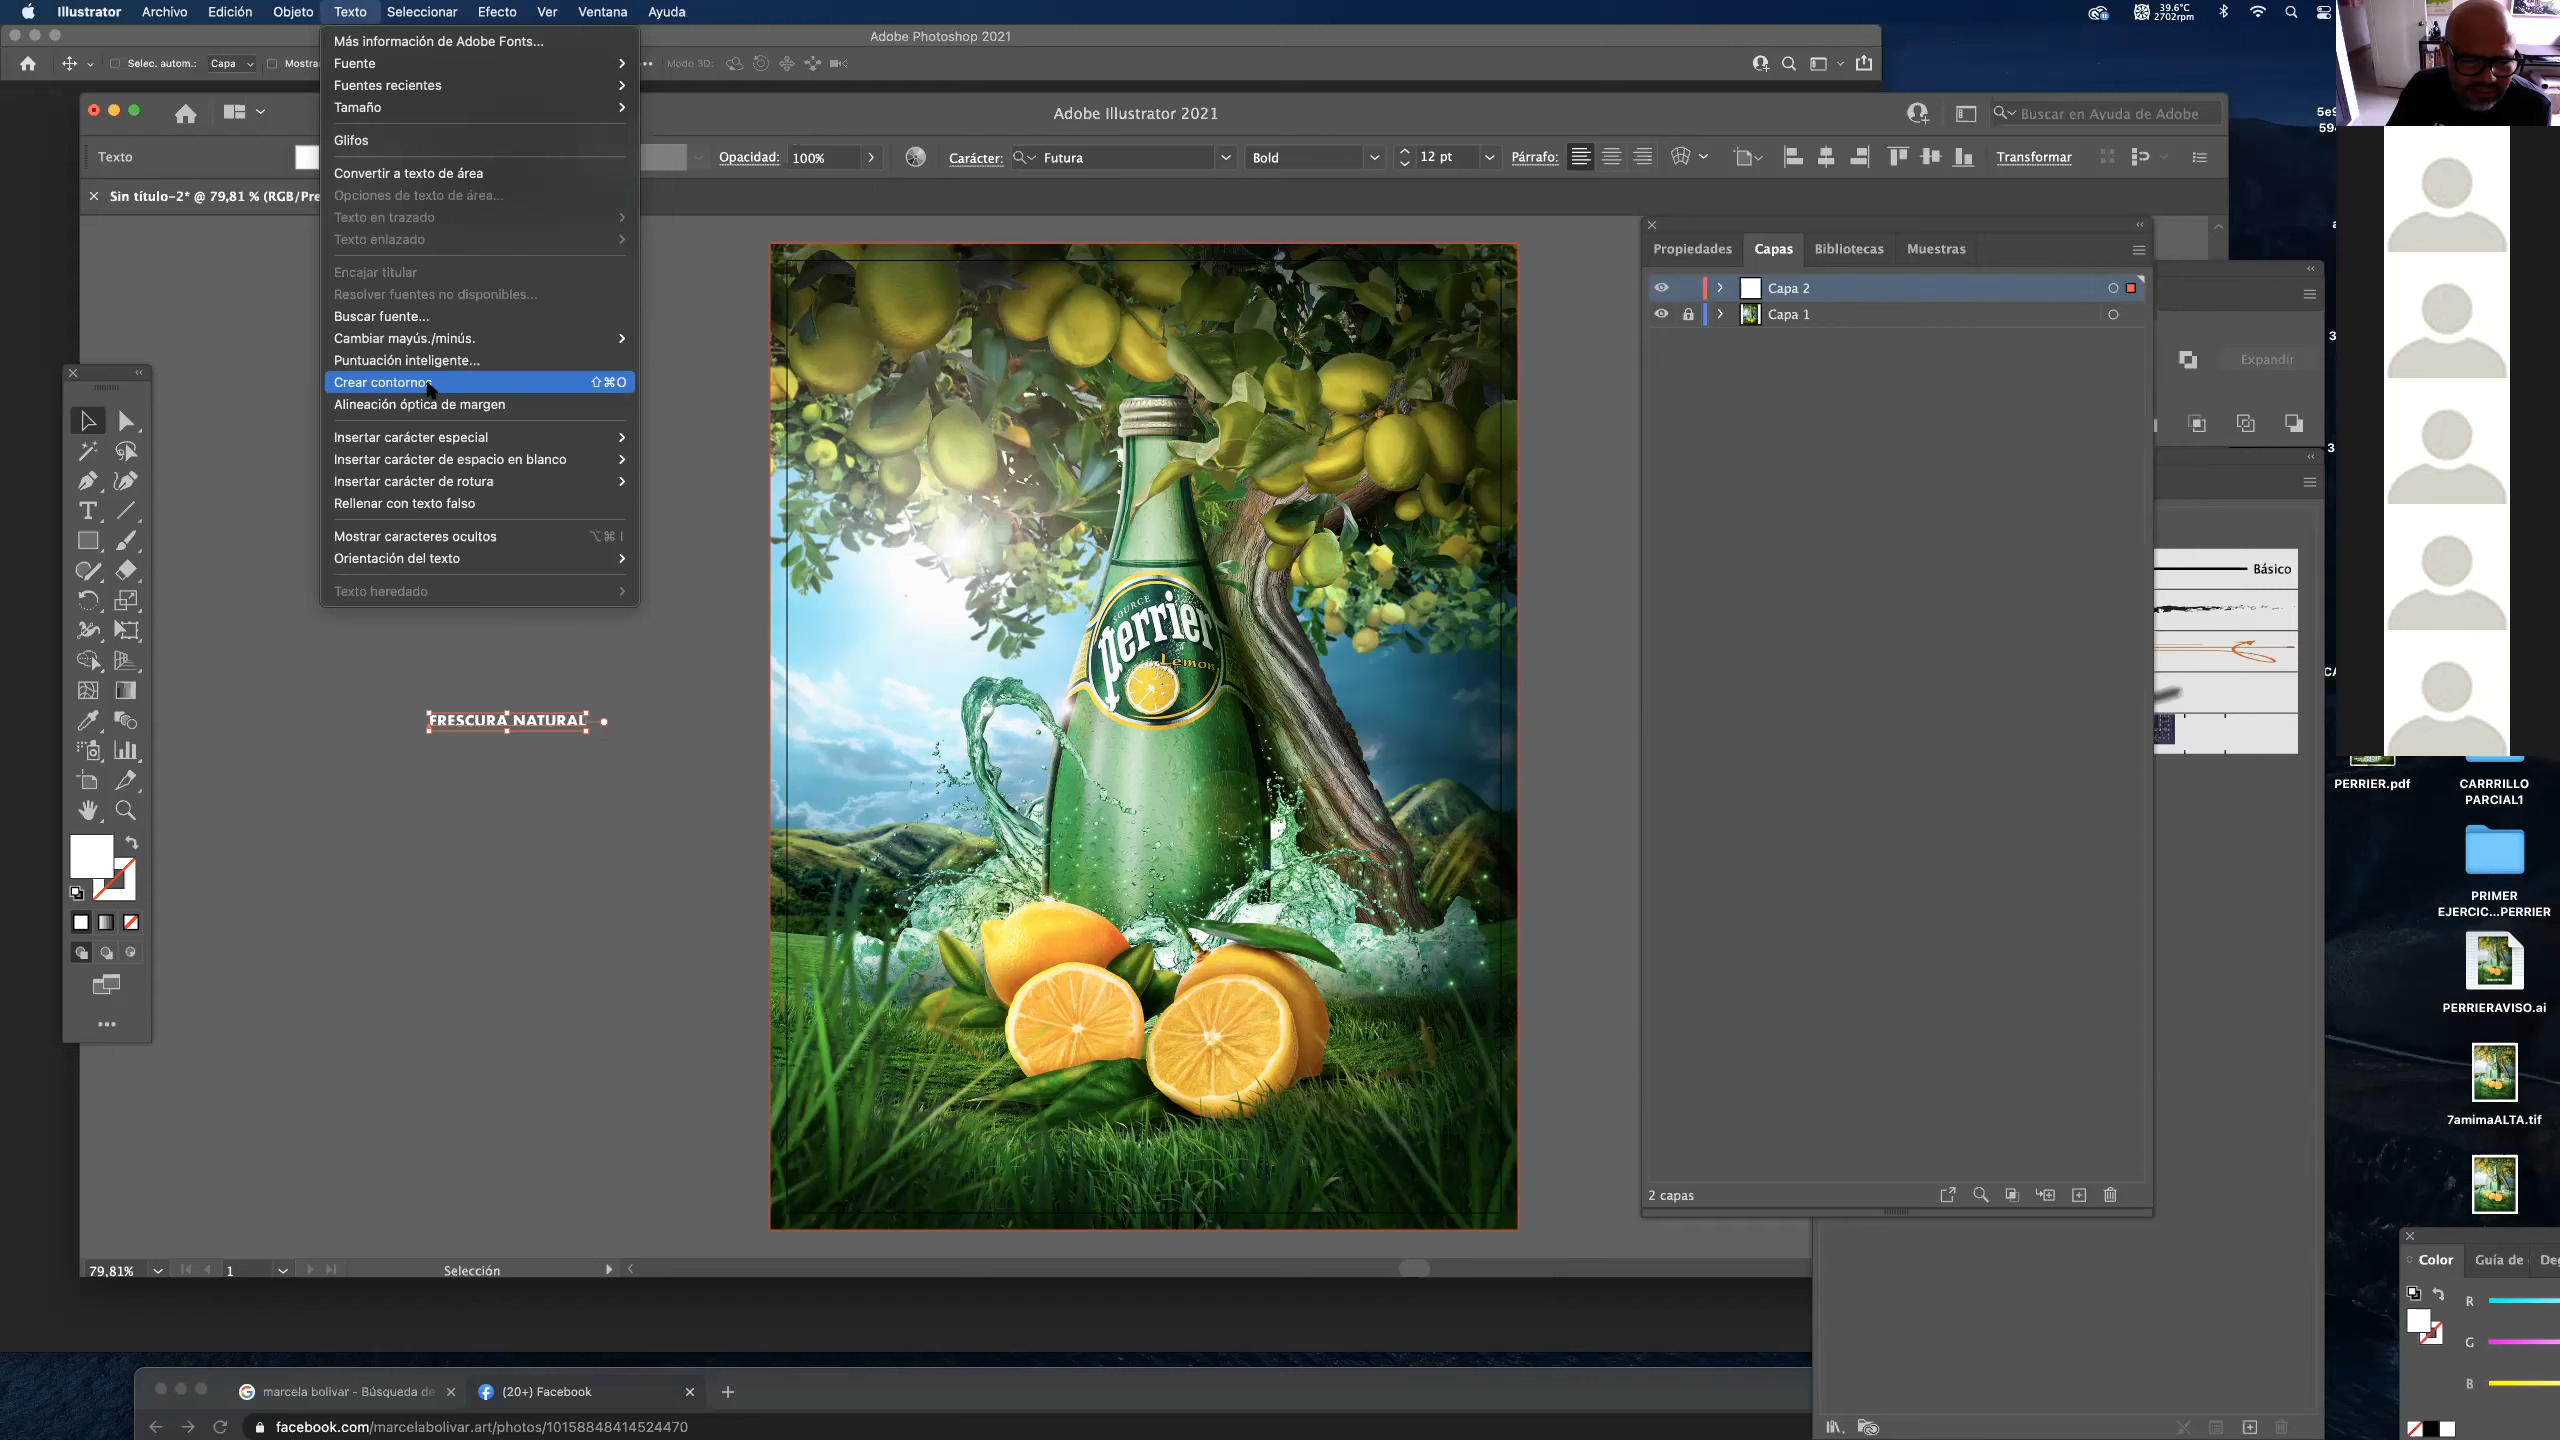 Illustrator Archivo Edición Objeto Texto Seleccionar Efecto Ver Ventana Ayuda
39.6°C
2702rpm
Adobe Photoshop 2021
Selec. autom.: Capa
Modo 3D:
Adobe Illustrator 2021
Buscar en Ayuda de Adobe
Texto
Opacidad: 100% Carácter: Futura Bold 12 pt Párrafo: Transformar
Sin título-2* @ 79,81 % (RGB/Pre
Más información de Adobe Fonts...
Fuente
Fuentes recientes
Tamaño
Glifos
Convertir a texto de área
Opciones de texto de área...
Texto en trazado
Texto enlazado
Encajar titular
Resolver fuentes no disponibles...
Buscar fuente...
Cambiar mayús./minús.
Puntuación inteligente...
Crear contornos ⇧⌘O
Alineación óptica de margen
Insertar carácter especial
Insertar carácter de espacio en blanco
Insertar carácter de rotura
Rellenar con texto falso
Mostrar caracteres ocultos ⌥⌘I
Orientación del texto
Texto heredado
FRESCURA NATURAL
SOURCE
perrier
Lemon
Propiedades Capas Bibliotecas Muestras
Capa 2
Capa 1
2 capas
Expandir
Básico
PERRIER.pdf
CARRRILLO
PARCIAL1
PRIMER
EJERCIC...PERRIER
PERRIERAVISO.ai
7amimaALTA.tif
Color Guía de
R
G
B
79,81% 1 Selección
marcela bolivar - Búsqueda de
(20+) Facebook
facebook.com/marcelabolivar.art/photos/10158848414524470